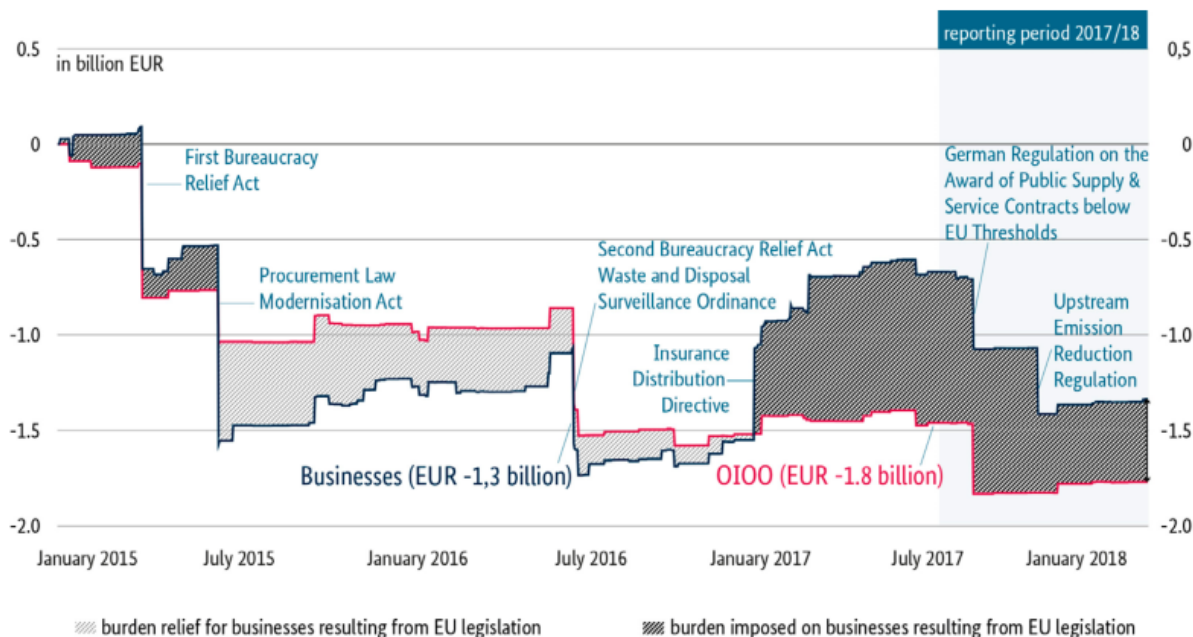 reporting period 2017/18
0.5
0,5
in billion EUR
0
0
First Bureaucracy
Relief Act
German Regulation on the
Award of Public Supply &
Service Contracts below
EU Thresholds
-0.5
-0.5
Procurement Law
Modernisation Act
Second Bureaucracy Relief Act
Waste and Disposal
Surveillance Ordinance
Upstream
Emission
Reduction
Regulation
-1.0
-1.0
Insurance
Distribution
Directive
-1.5
-1.5
Businesses (EUR -1,3 billion)
OIOO (EUR -1.8 billion)
-2.0
-2.0
January 2015
July 2015
January 2016
July 2016
January 2017
July 2017
January 2018
burden relief for businesses resulting from EU legislation
burden imposed on businesses resulting from EU legislation